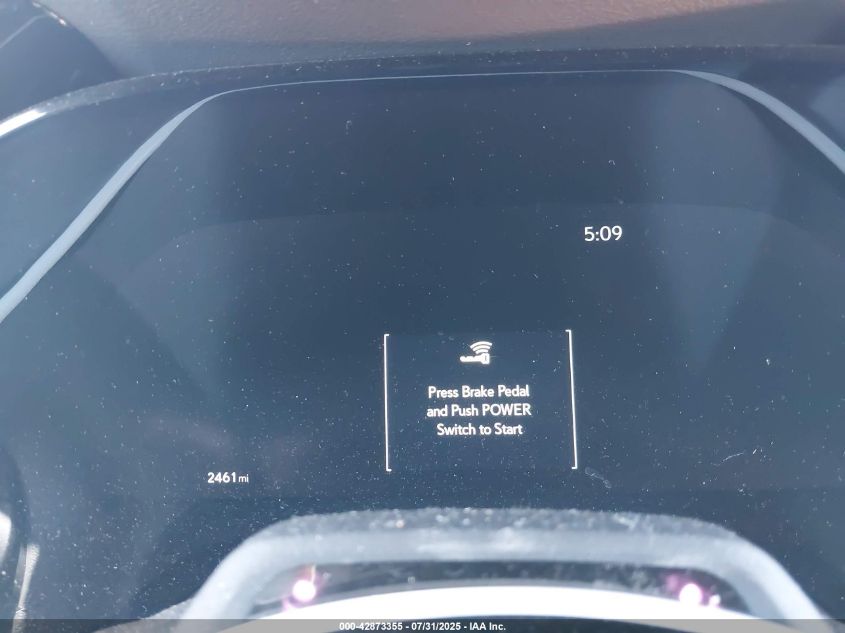 5:09
Press Brake Pedal
and Push POWER
Switch to Start
2461 mi
000-42873355 - 07/31/2025 - IAA Inc.